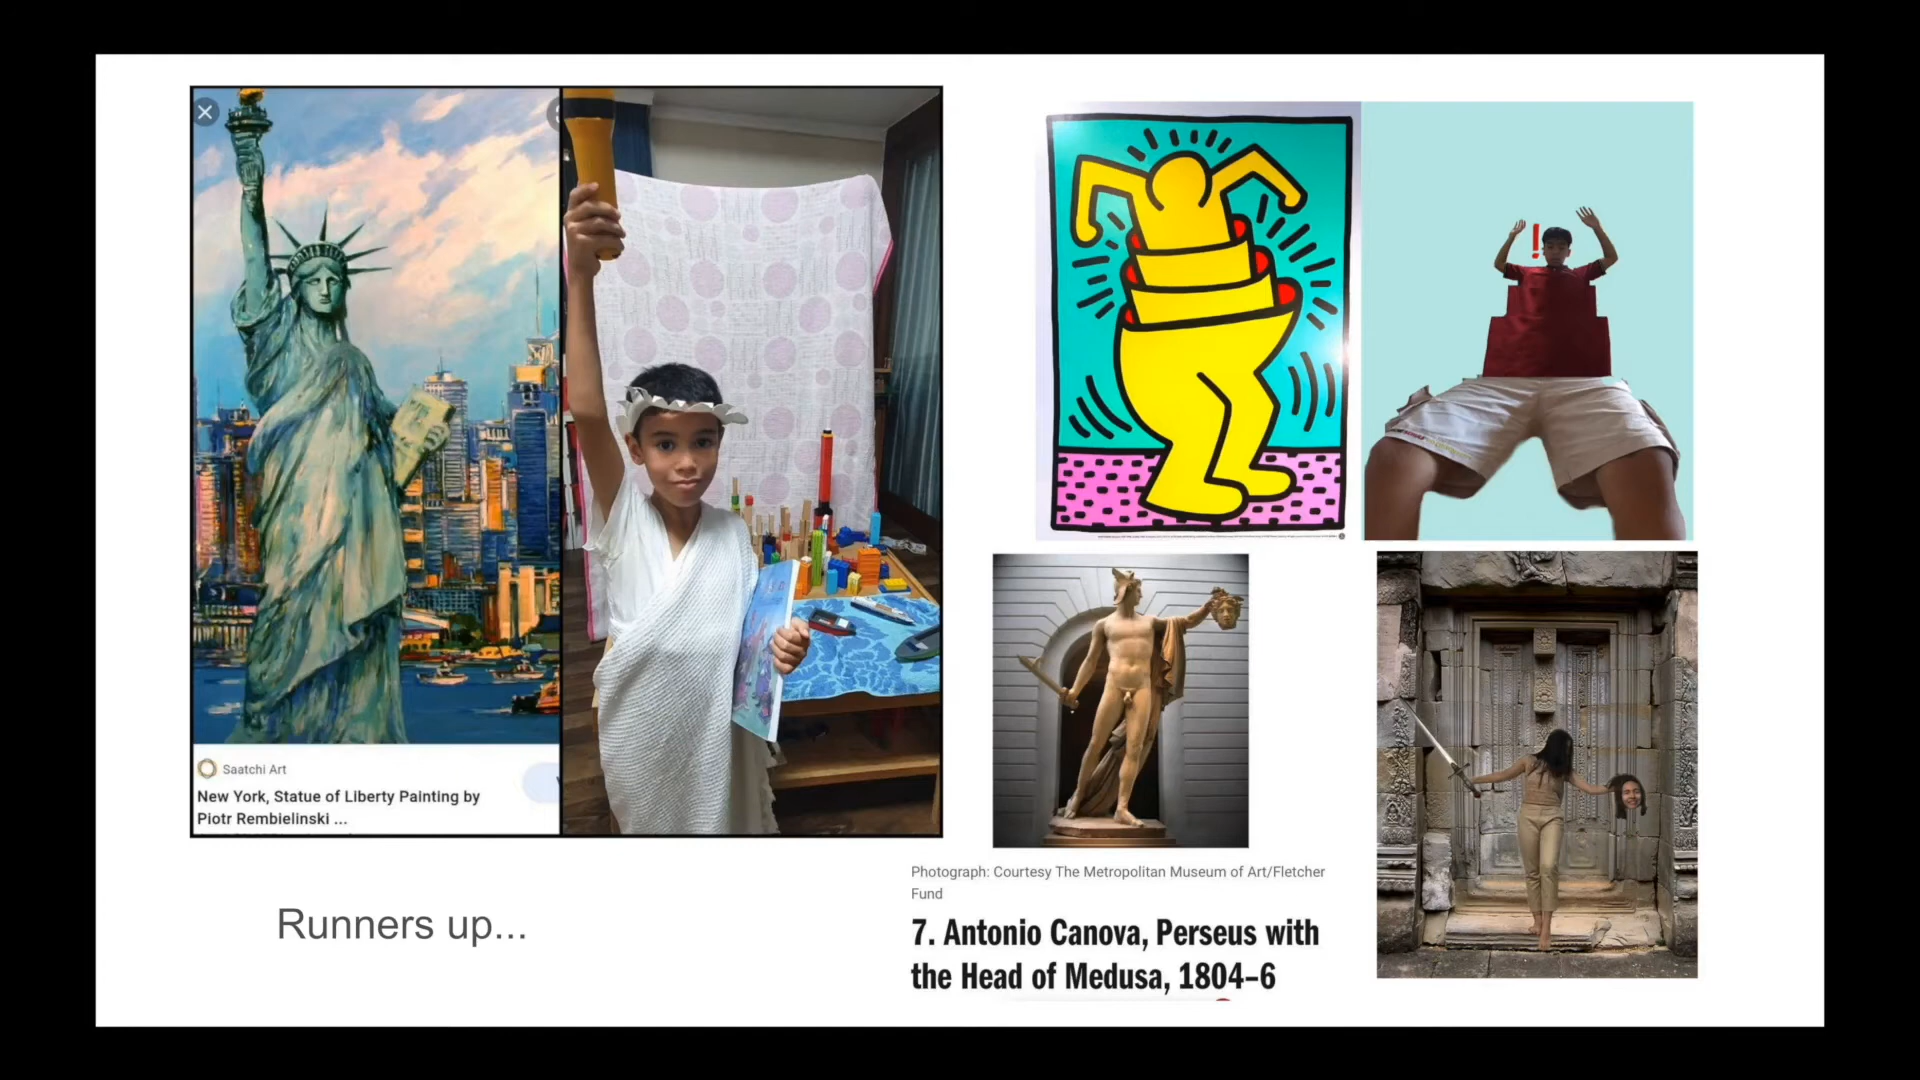 Saatchi Art
New York, Statue of Liberty Painting by
Piotr Rembielinski ...
!
Photograph: Courtesy The Metropolitan Museum of Art/Fletcher
Fund
7. Antonio Canova, Perseus with
the Head of Medusa, 1804–6
Runners up...